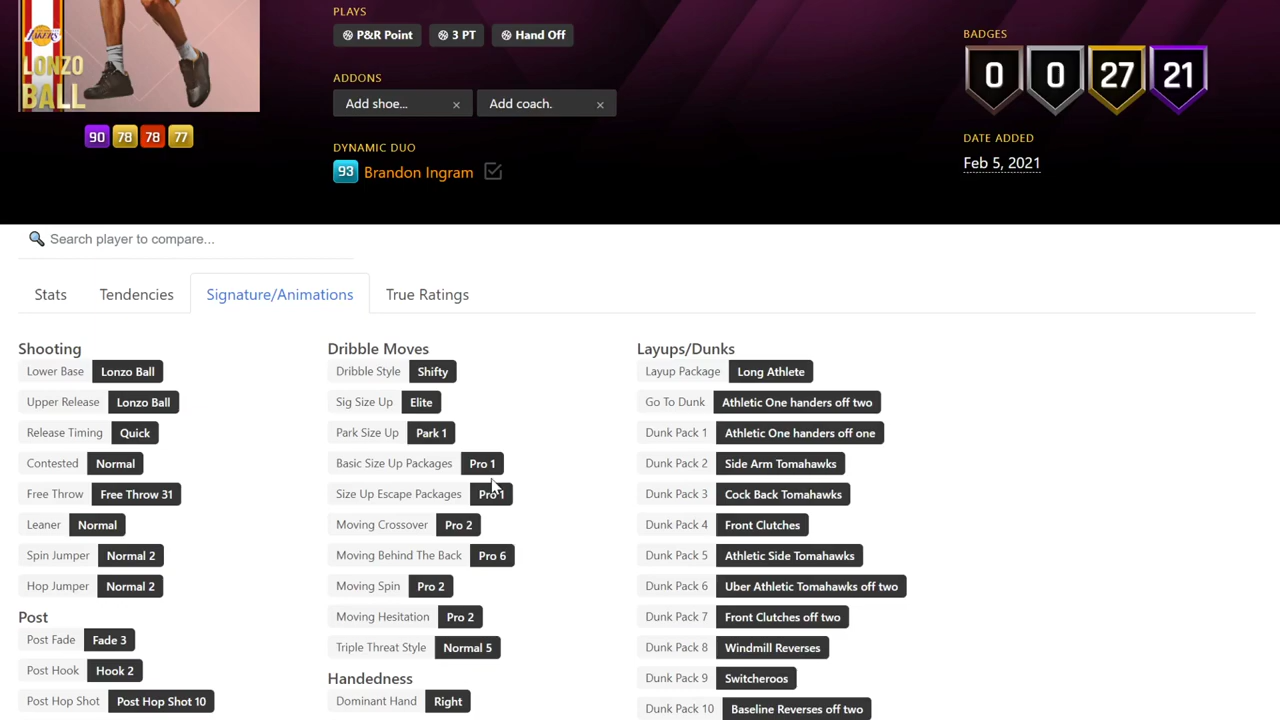 PLAYS
P&R Point 3 PT Hand Off
ADDONS
Add shoe... × Add coach. ×
DYNAMIC DUO
93 Brandon Ingram
LAKERS
LONZO
BALL
90 78 78 77
BADGES
0 0 27 21
DATE ADDED
Feb 5, 2021
Search player to compare...
Stats Tendencies Signature/Animations True Ratings
Shooting
Lower Base Lonzo Ball
Upper Release Lonzo Ball
Release Timing Quick
Contested Normal
Free Throw Free Throw 31
Leaner Normal
Spin Jumper Normal 2
Hop Jumper Normal 2
Post
Post Fade Fade 3
Post Hook Hook 2
Post Hop Shot Post Hop Shot 10
Dribble Moves
Dribble Style Shifty
Sig Size Up Elite
Park Size Up Park 1
Basic Size Up Packages Pro 1
Size Up Escape Packages Pro 1
Moving Crossover Pro 2
Moving Behind The Back Pro 6
Moving Spin Pro 2
Moving Hesitation Pro 2
Triple Threat Style Normal 5
Handedness
Dominant Hand Right
Layups/Dunks
Layup Package Long Athlete
Go To Dunk Athletic One handers off two
Dunk Pack 1 Athletic One handers off one
Dunk Pack 2 Side Arm Tomahawks
Dunk Pack 3 Cock Back Tomahawks
Dunk Pack 4 Front Clutches
Dunk Pack 5 Athletic Side Tomahawks
Dunk Pack 6 Uber Athletic Tomahawks off two
Dunk Pack 7 Front Clutches off two
Dunk Pack 8 Windmill Reverses
Dunk Pack 9 Switcheroos
Dunk Pack 10 Baseline Reverses off two